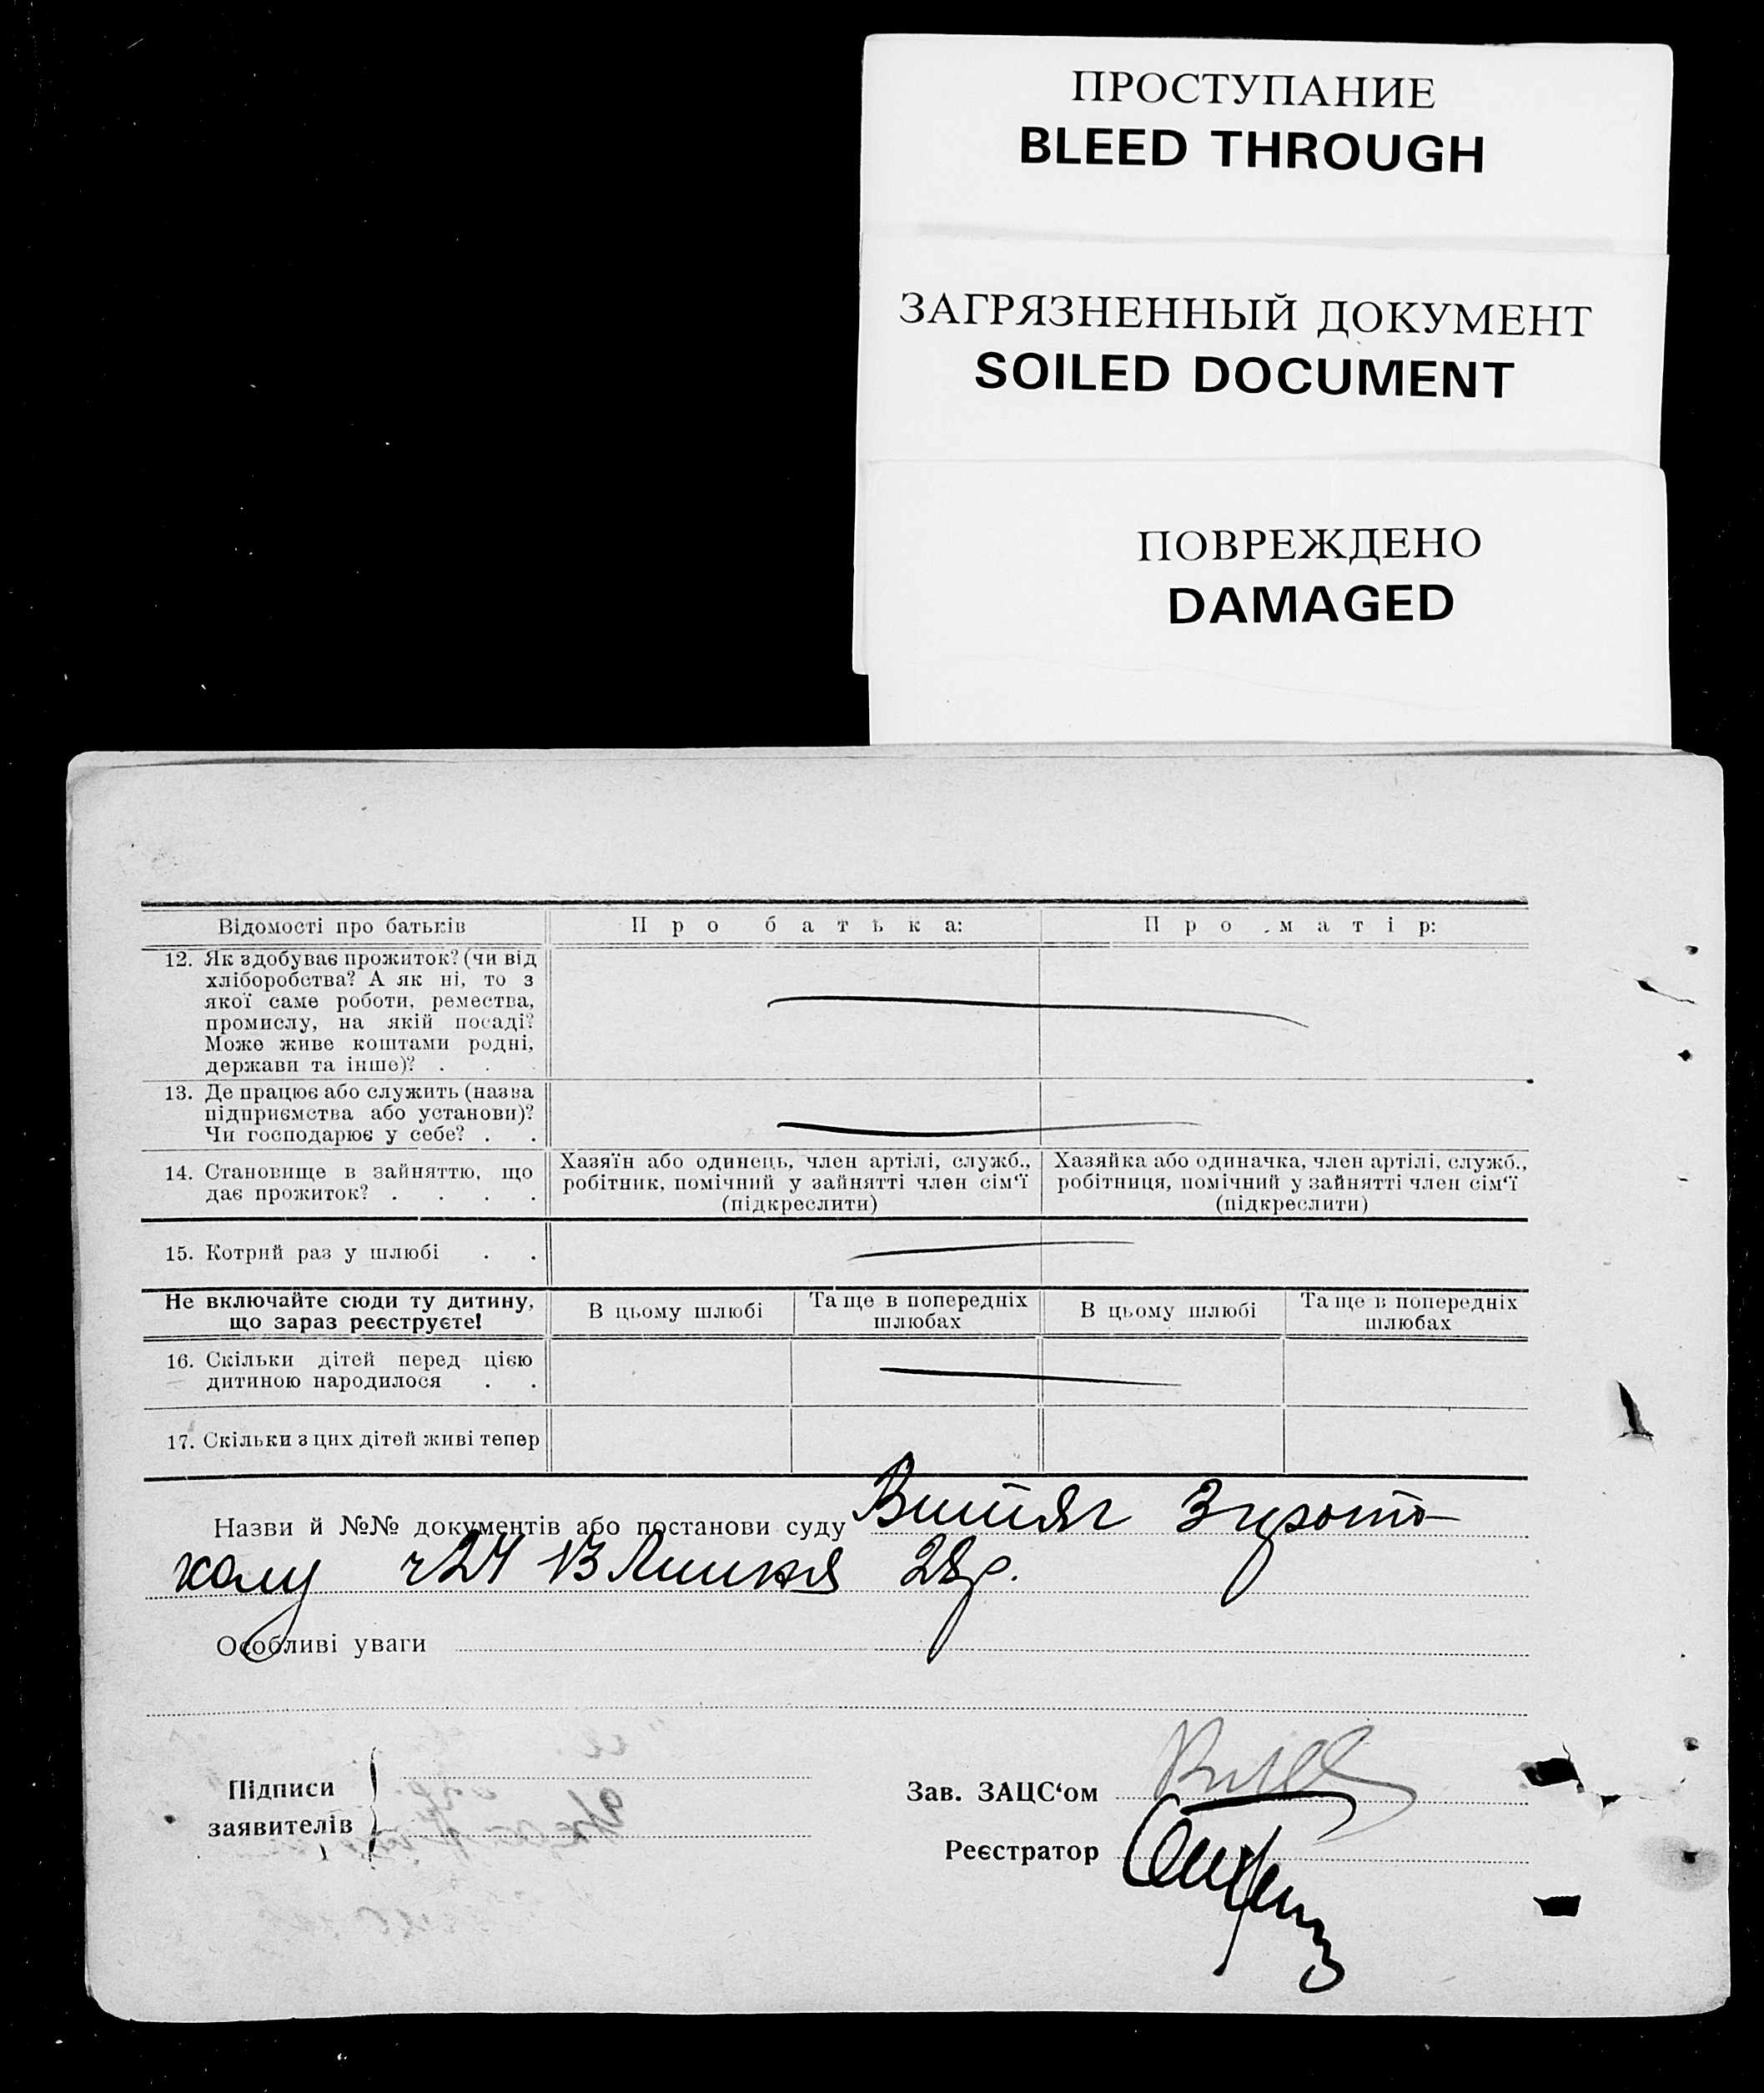 ПРОСТУПАНИЕ
BLEED THROUGH
ЗАГРЯЗНЕННЫЙ ДОКУМЕНТ
SOILED DOCUMENT
ПОВРЕЖДЕНО
DAMAGED
Відомості про батьків
Про батька:
Про матір:
12. Як здобуває прожиток? (чи від
хліборобства? А як ні, то з
якої саме роботи, ремества,
промислу, на якій посаді?
Може живе коштами родні,
держави та інше)? . . .
13. Де працює або служить (назва
підприємства або установи)?
Чи господарює у себе? . .
14. Становище в зайняттю, що
дає прожиток? . . . .
Хазяїн або одинець, член артілі, служб.,
робітник, помічний у зайнятті член сім‘ї
(підкреслити)
Хазяйка або одиначка, член артілі, служб.,
робітниця, помічний у зайнятті член сім‘ї
(підкреслити)
15. Котрий раз у шлюбі . .
Не включайте сюди ту дитину,
що зараз реєструєте!
В цьому шлюбі
Та ще в попередніх
шлюбах
В цьому шлюбі
Та ще в попередніх
шлюбах
16. Скільки дітей перед цією
дитиною народилося . .
17. Скільки з цих дітей живі тепер
Назви й №№ документів або постанови суду Витяг З прото-
колу ч 24 13 Липня 28 р.
Особливі уваги
Підписи
заявителів
Зав. ЗАЦС‘ом
Реєстратор